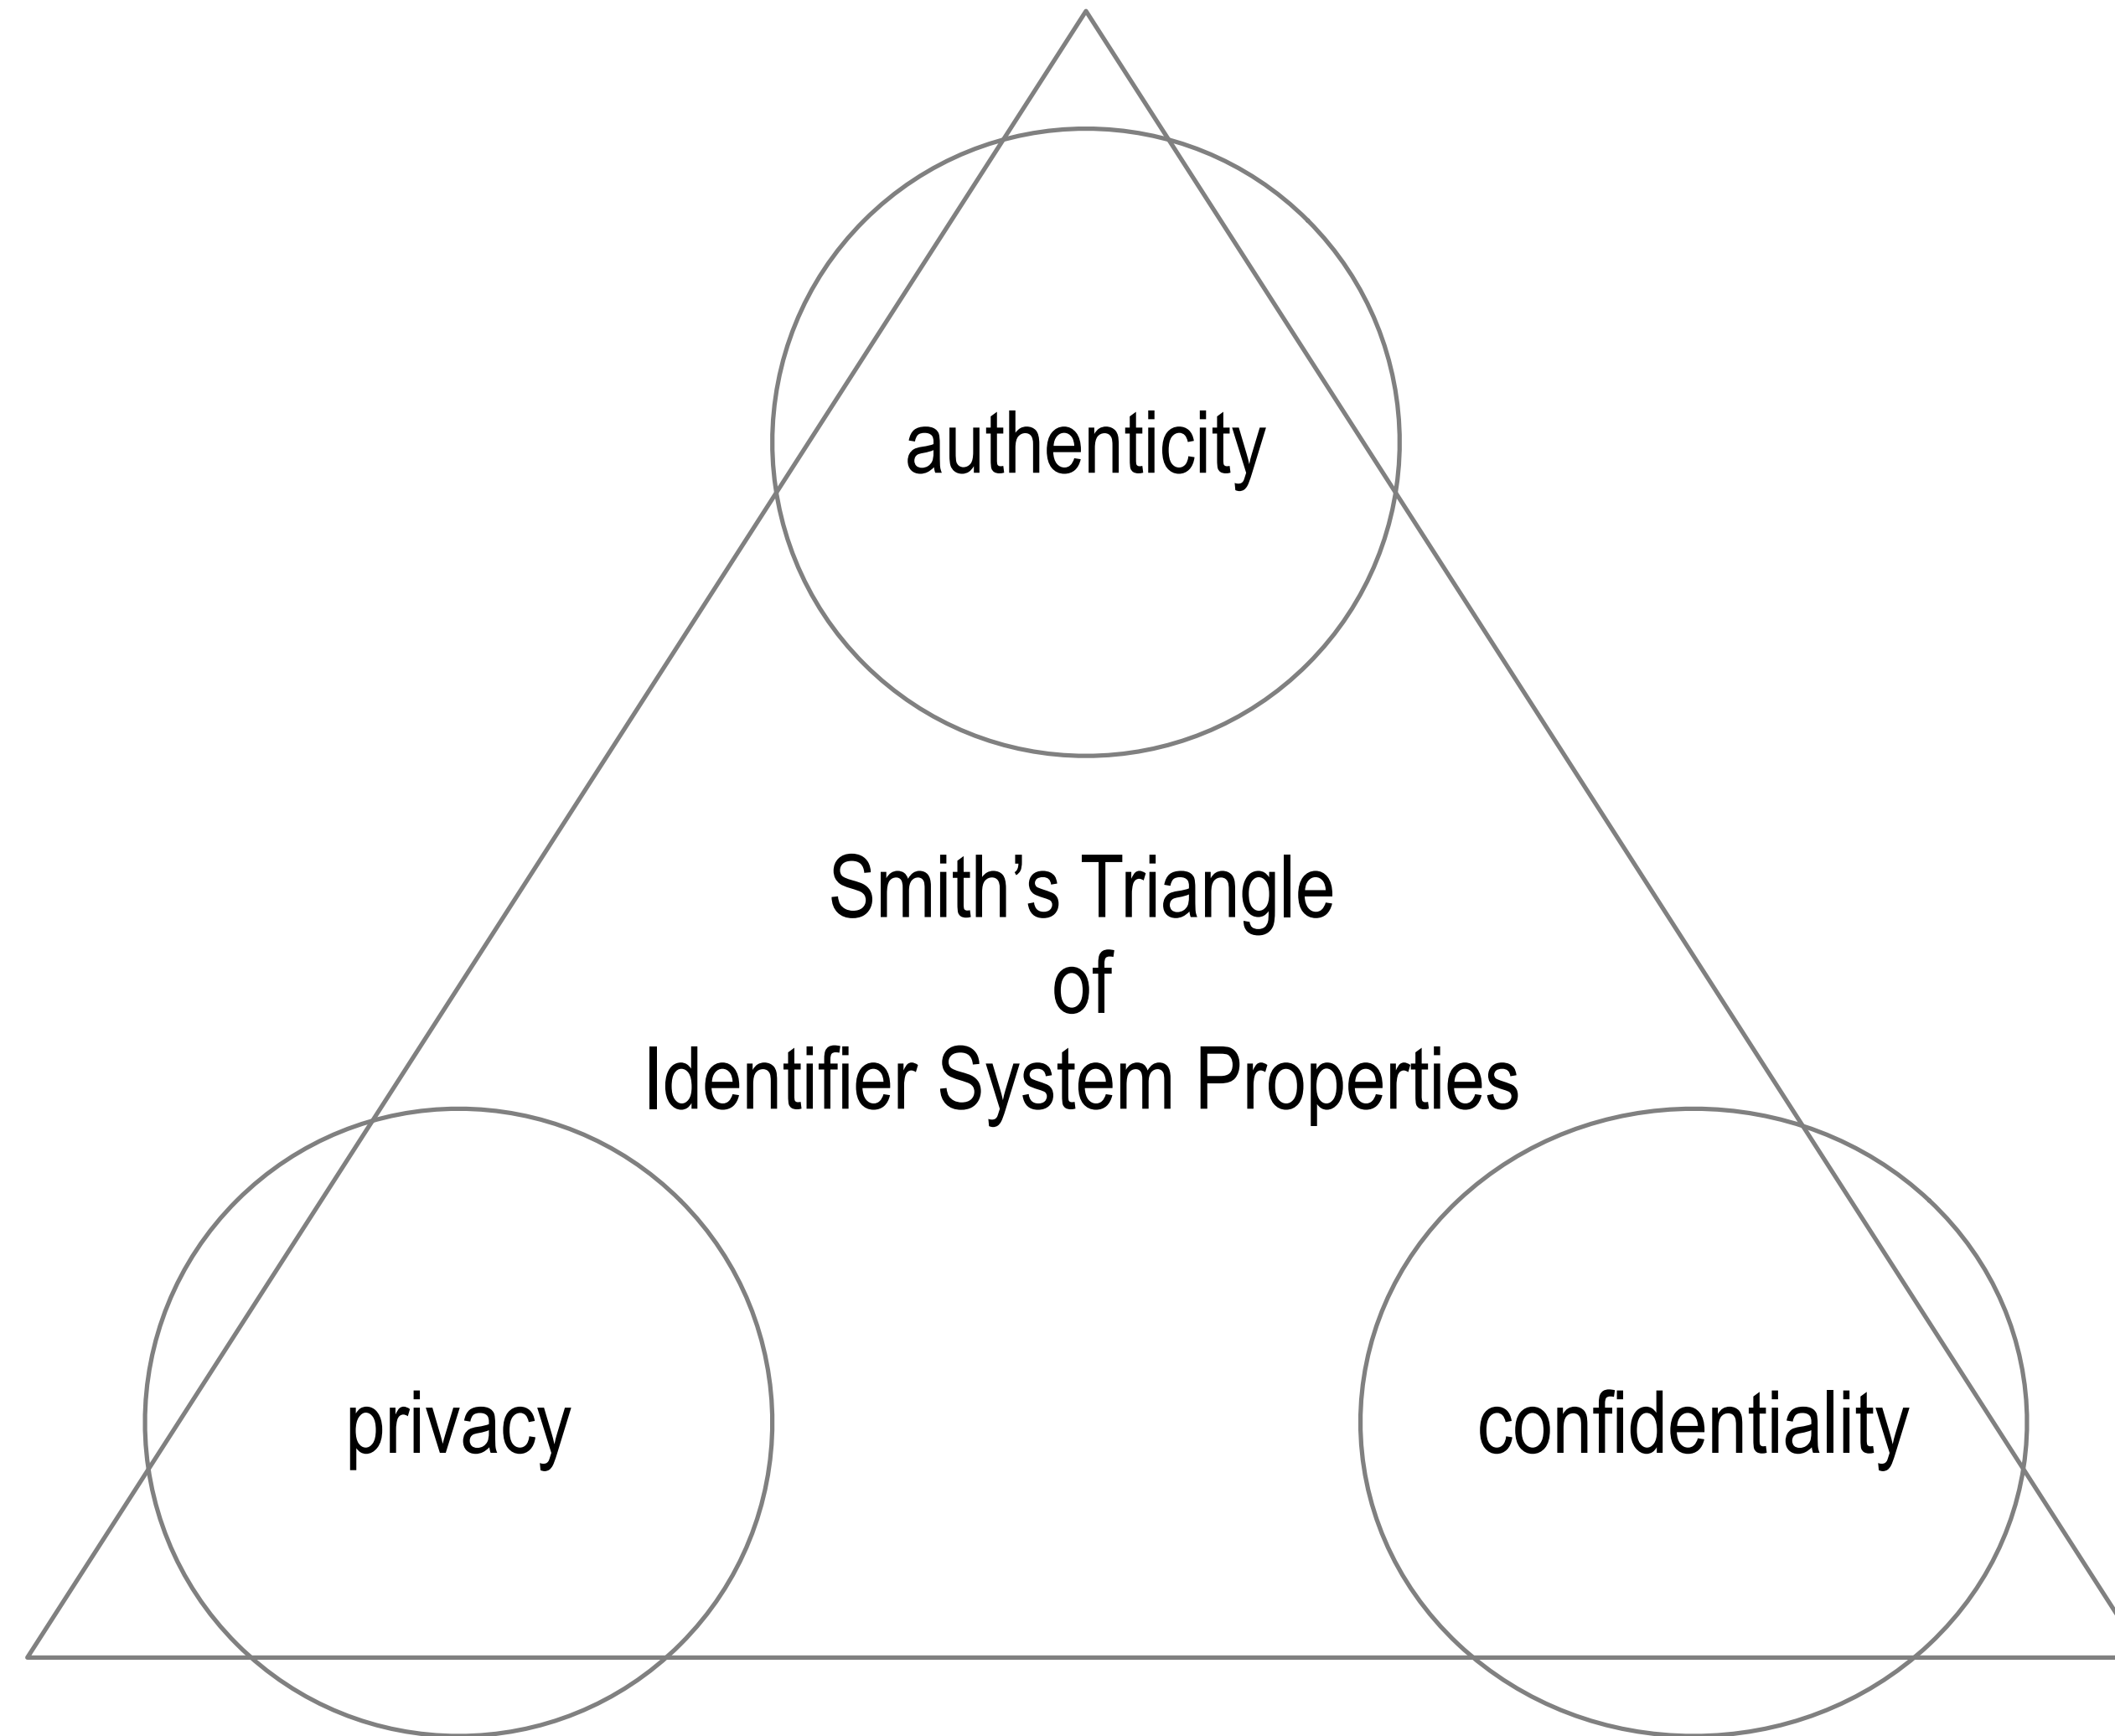 authenticity
Smith’s Triangle
of
Identifier System Properties
privacy
confidentiality